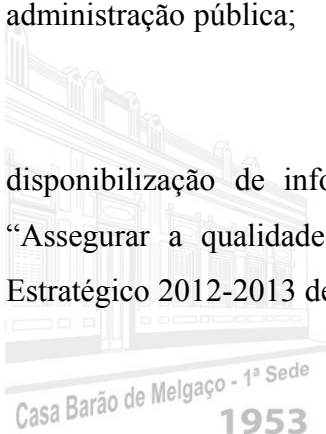 administração pública;
disponibilização de info
“Assegurar a qualidade
Estratégico 2012-2013 de
Casa Barão de Melgaço - 1ª Sede
1953